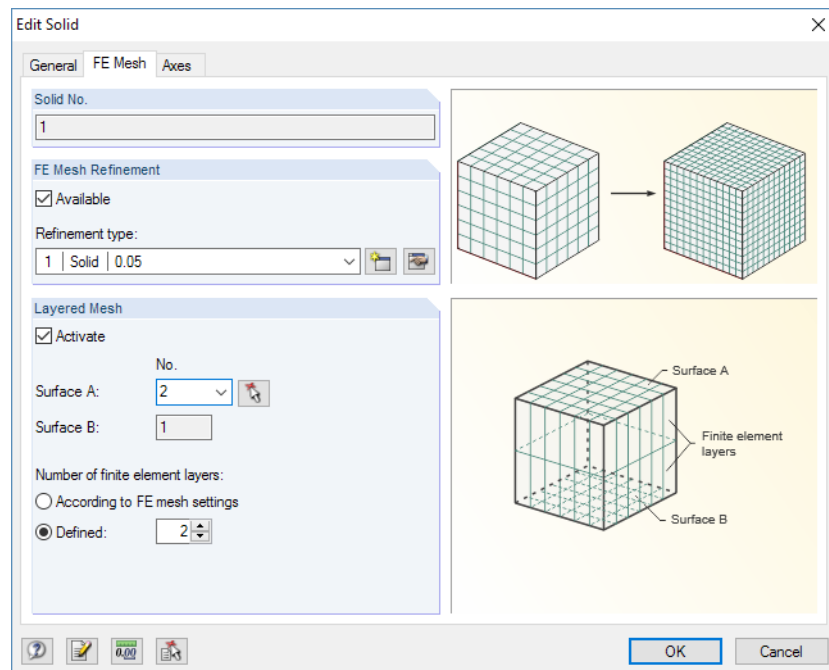 Edit Solid
General FE Mesh Axes
Solid No.
1
FE Mesh Refinement
Available
Refinement type:
1 Solid 0.05
Layered Mesh
Activate
No.
Surface A: 2
Surface B: 1
Number of finite element layers:
According to FE mesh settings
Defined: 2
Surface A
Finite element
layers
Surface B
0.00
OK Cancel